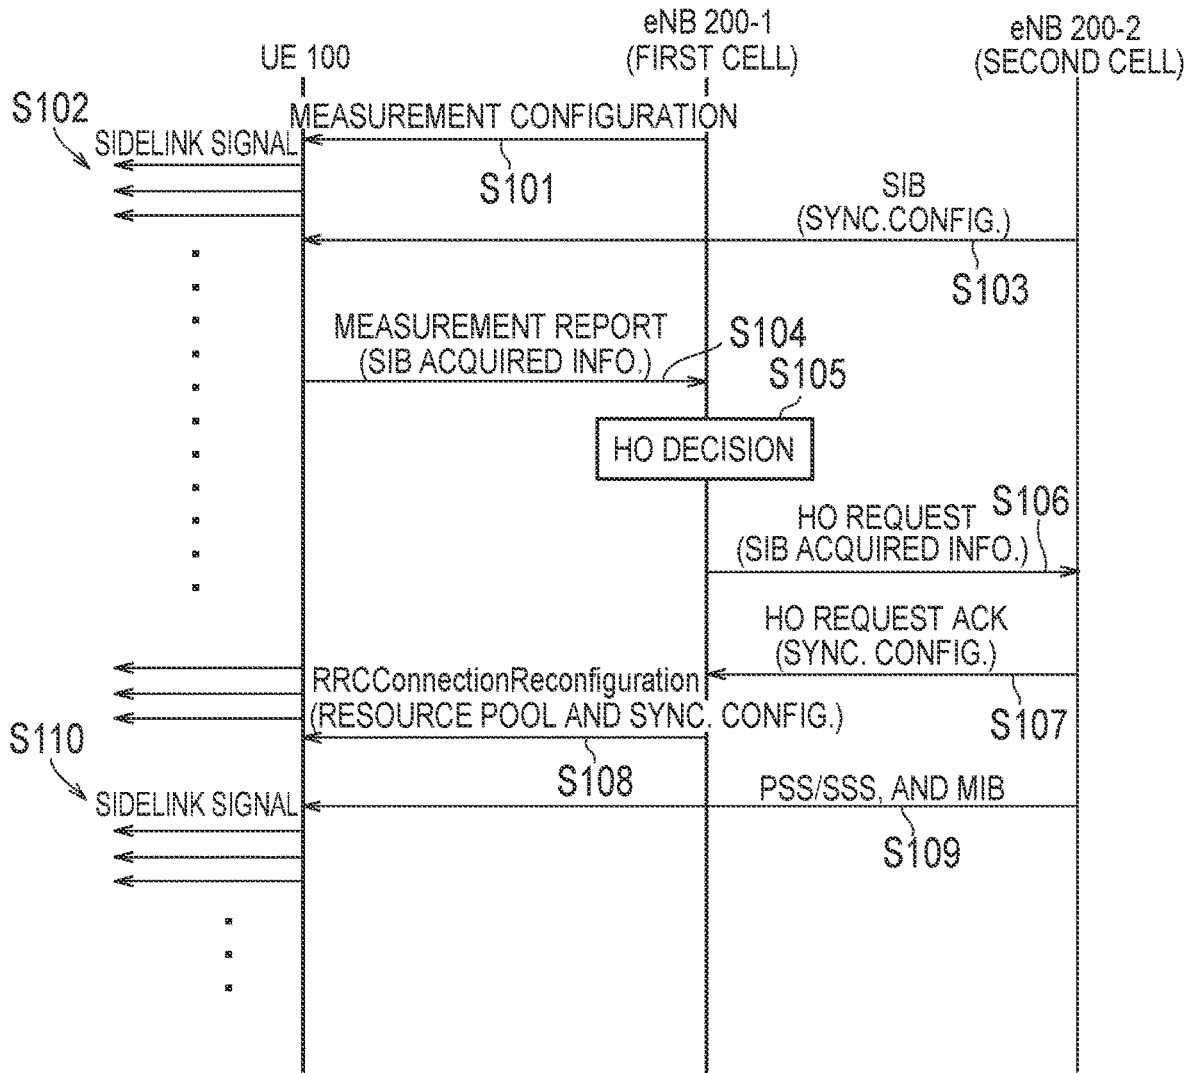 UE 100
eNB 200-1
(FIRST CELL)
eNB 200-2
(SECOND CELL)
S102
MEASUREMENT CONFIGURATION
SIDELINK SIGNAL
S101
SIB
(SYNC.CONFIG.)
S103
MEASUREMENT REPORT
(SIB ACQUIRED INFO.)
S104
S105
HO DECISION
S106
HO REQUEST
(SIB ACQUIRED INFO.)
HO REQUEST ACK
(SYNC. CONFIG.)
S107
RRCConnectionReconfiguration
(RESOURCE POOL AND SYNC. CONFIG.)
S108
S110
SIDELINK SIGNAL
PSS/SSS, AND MIB
S109